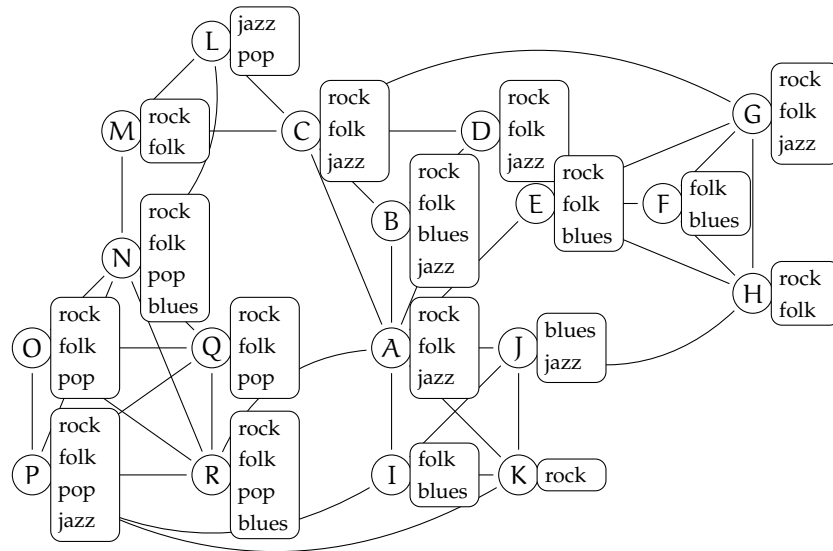 L
jazz
pop
M
rock
folk
C
rock
folk
jazz
D
rock
folk
jazz
G
rock
folk
jazz
B
rock
folk
blues
jazz
E
rock
folk
blues
F
folk
blues
N
rock
folk
pop
blues
H
rock
folk
O
rock
folk
pop
Q
rock
folk
pop
A
rock
folk
jazz
J
blues
jazz
P
rock
folk
pop
jazz
R
rock
folk
pop
blues
I
folk
blues
K
rock